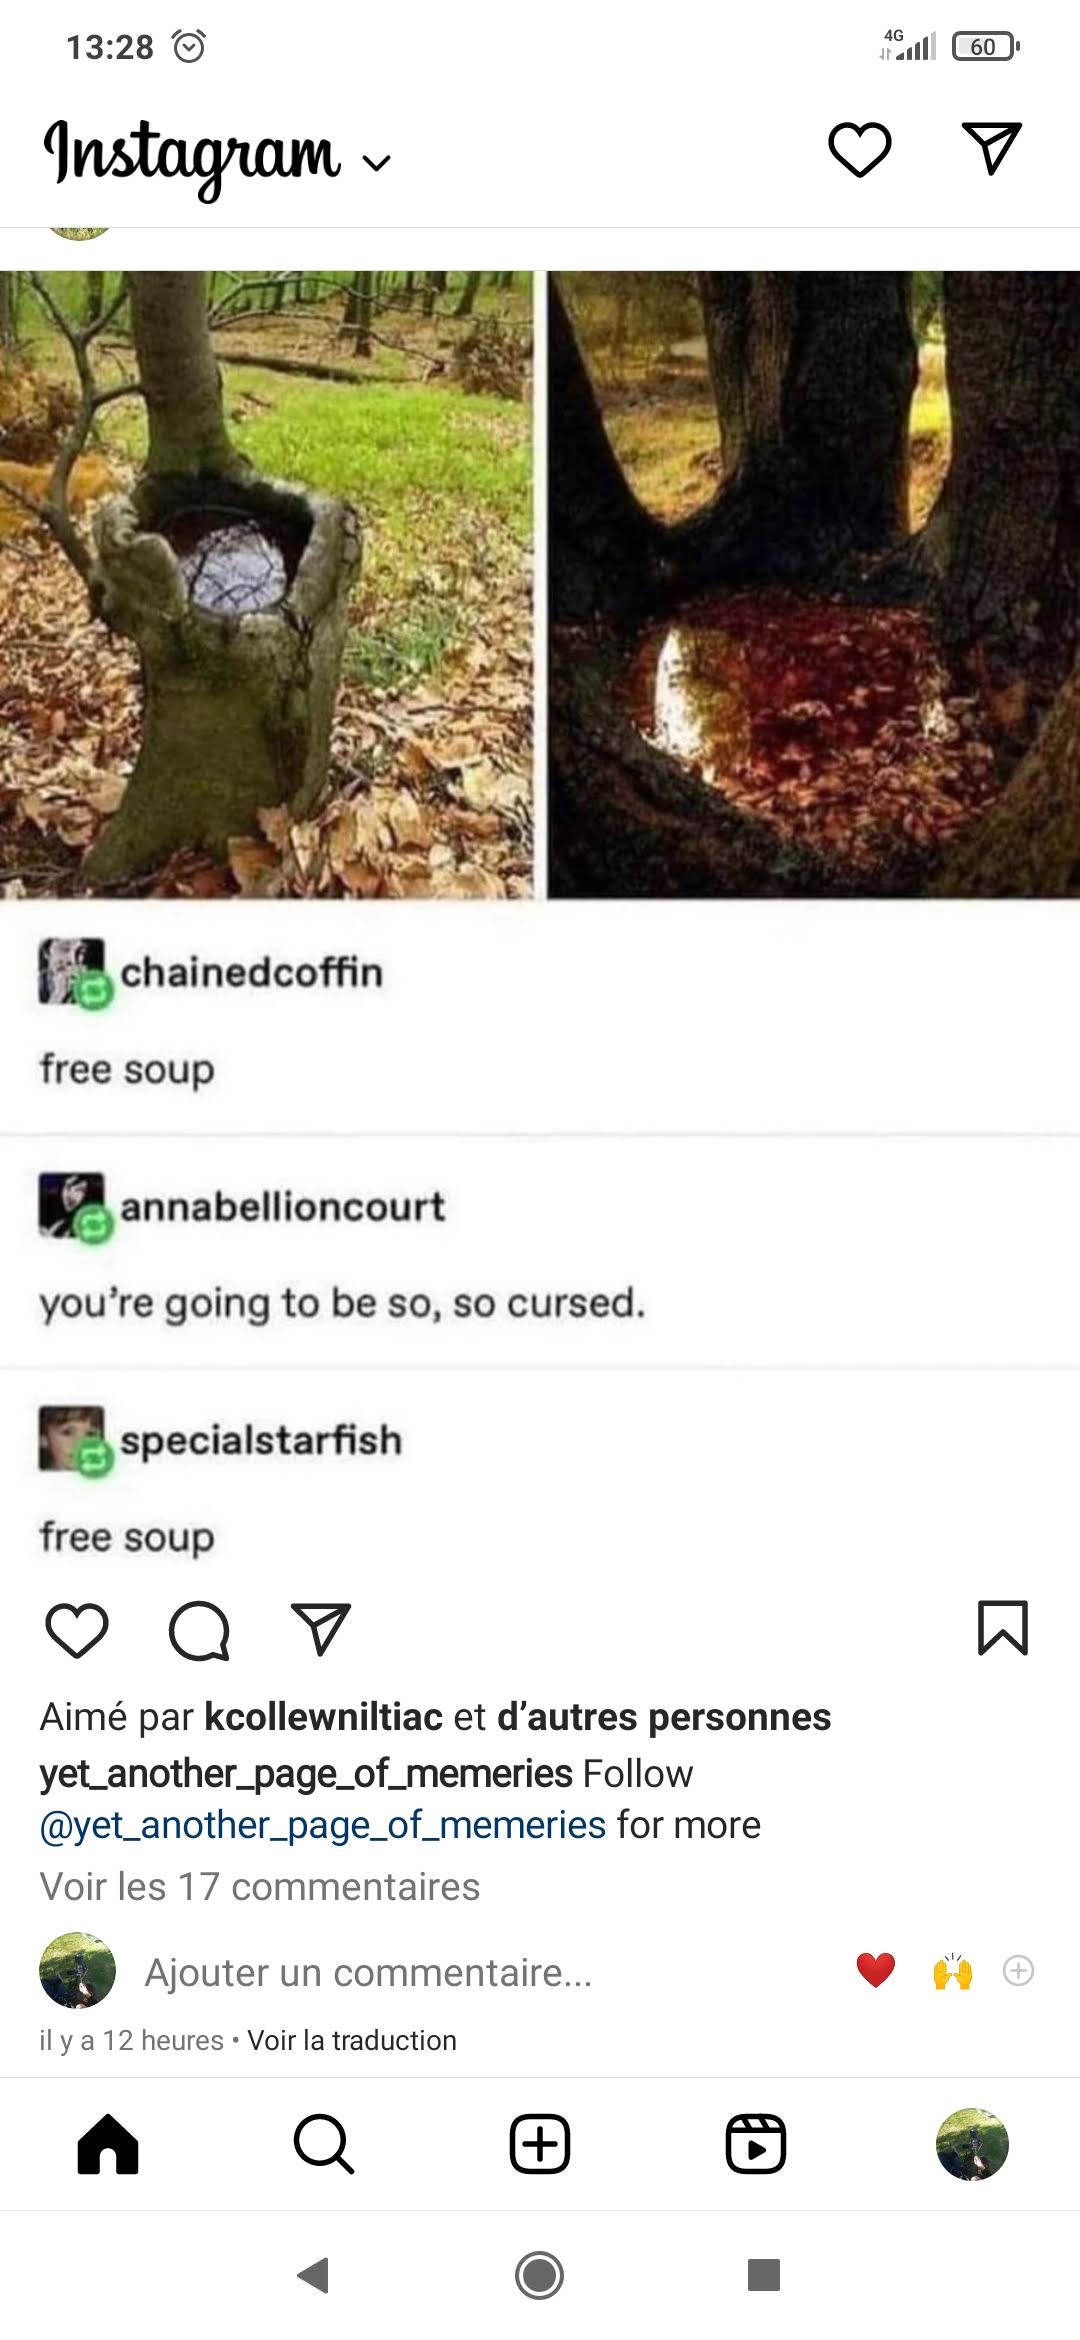 13:28
4G
60
Instagram
chainedcoffin
free soup
annabellioncourt
you're going to be so, so cursed.
specialstarfish
free soup
Aimé par kcollewniltiac et d'autres personnes
yet_another_page_of_memeries Follow
@yet_another_page_of_memeries for more
Voir les 17 commentaires
Ajouter un commentaire...
il y a 12 heures • Voir la traduction